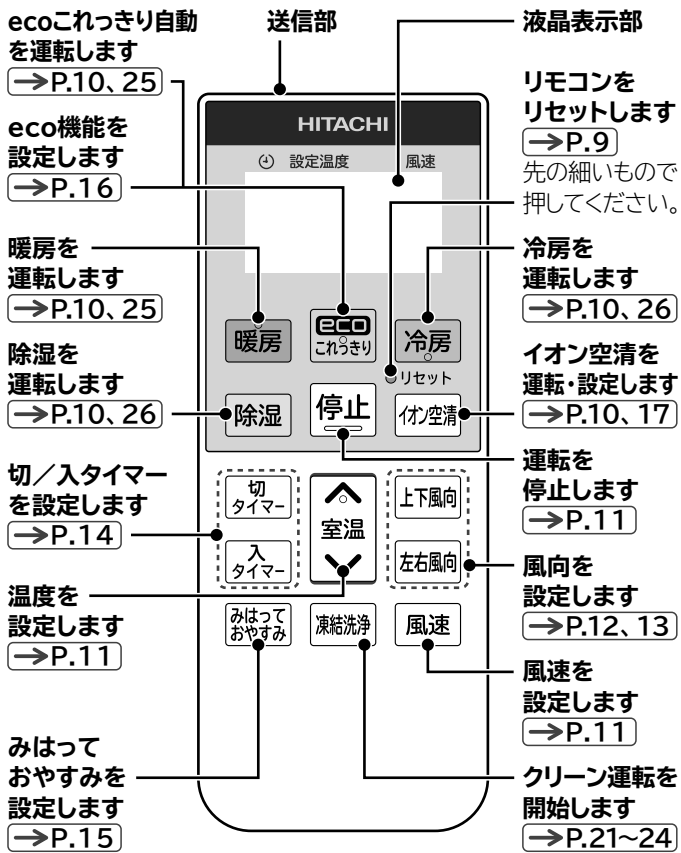 ecoこれっきり自動
を運転します
→P.10、25
eco機能を
設定します
→P.16
暖房を
運転します
→P.10、25
除湿を
運転します
→P.10、26
切／入タイマー
を設定します
→P.14
温度を
設定します
→P.11
みはって
おやすみを
設定します
→P.15
送信部
HITACHI
設定温度 風速
暖房
eco
これっきり
冷房
リセット
除湿
停止
イオン空清
切
タイマー
室温
上下風向
入
タイマー
左右風向
みはって
おやすみ
凍結洗浄
風速
液晶表示部
リモコンを
リセットします
→P.9
先の細いもので
押してください。
冷房を
運転します
→P.10、26
イオン空清を
運転・設定します
→P.10、17
運転を
停止します
→P.11
風向を
設定します
→P.12、13
風速を
設定します
→P.11
クリーン運転を
開始します
→P.21〜24